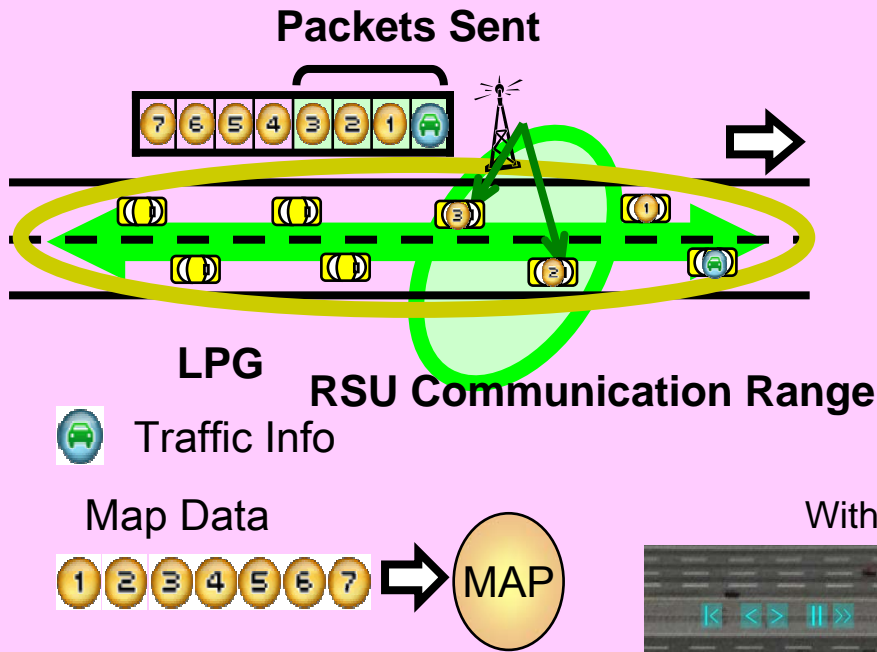 Packets Sent
7 6 5 4 3 2 1
3 1
2
LPG
RSU Communication Range
Traffic Info
Map Data
With
1 2 3 4 5 6 7
MAP